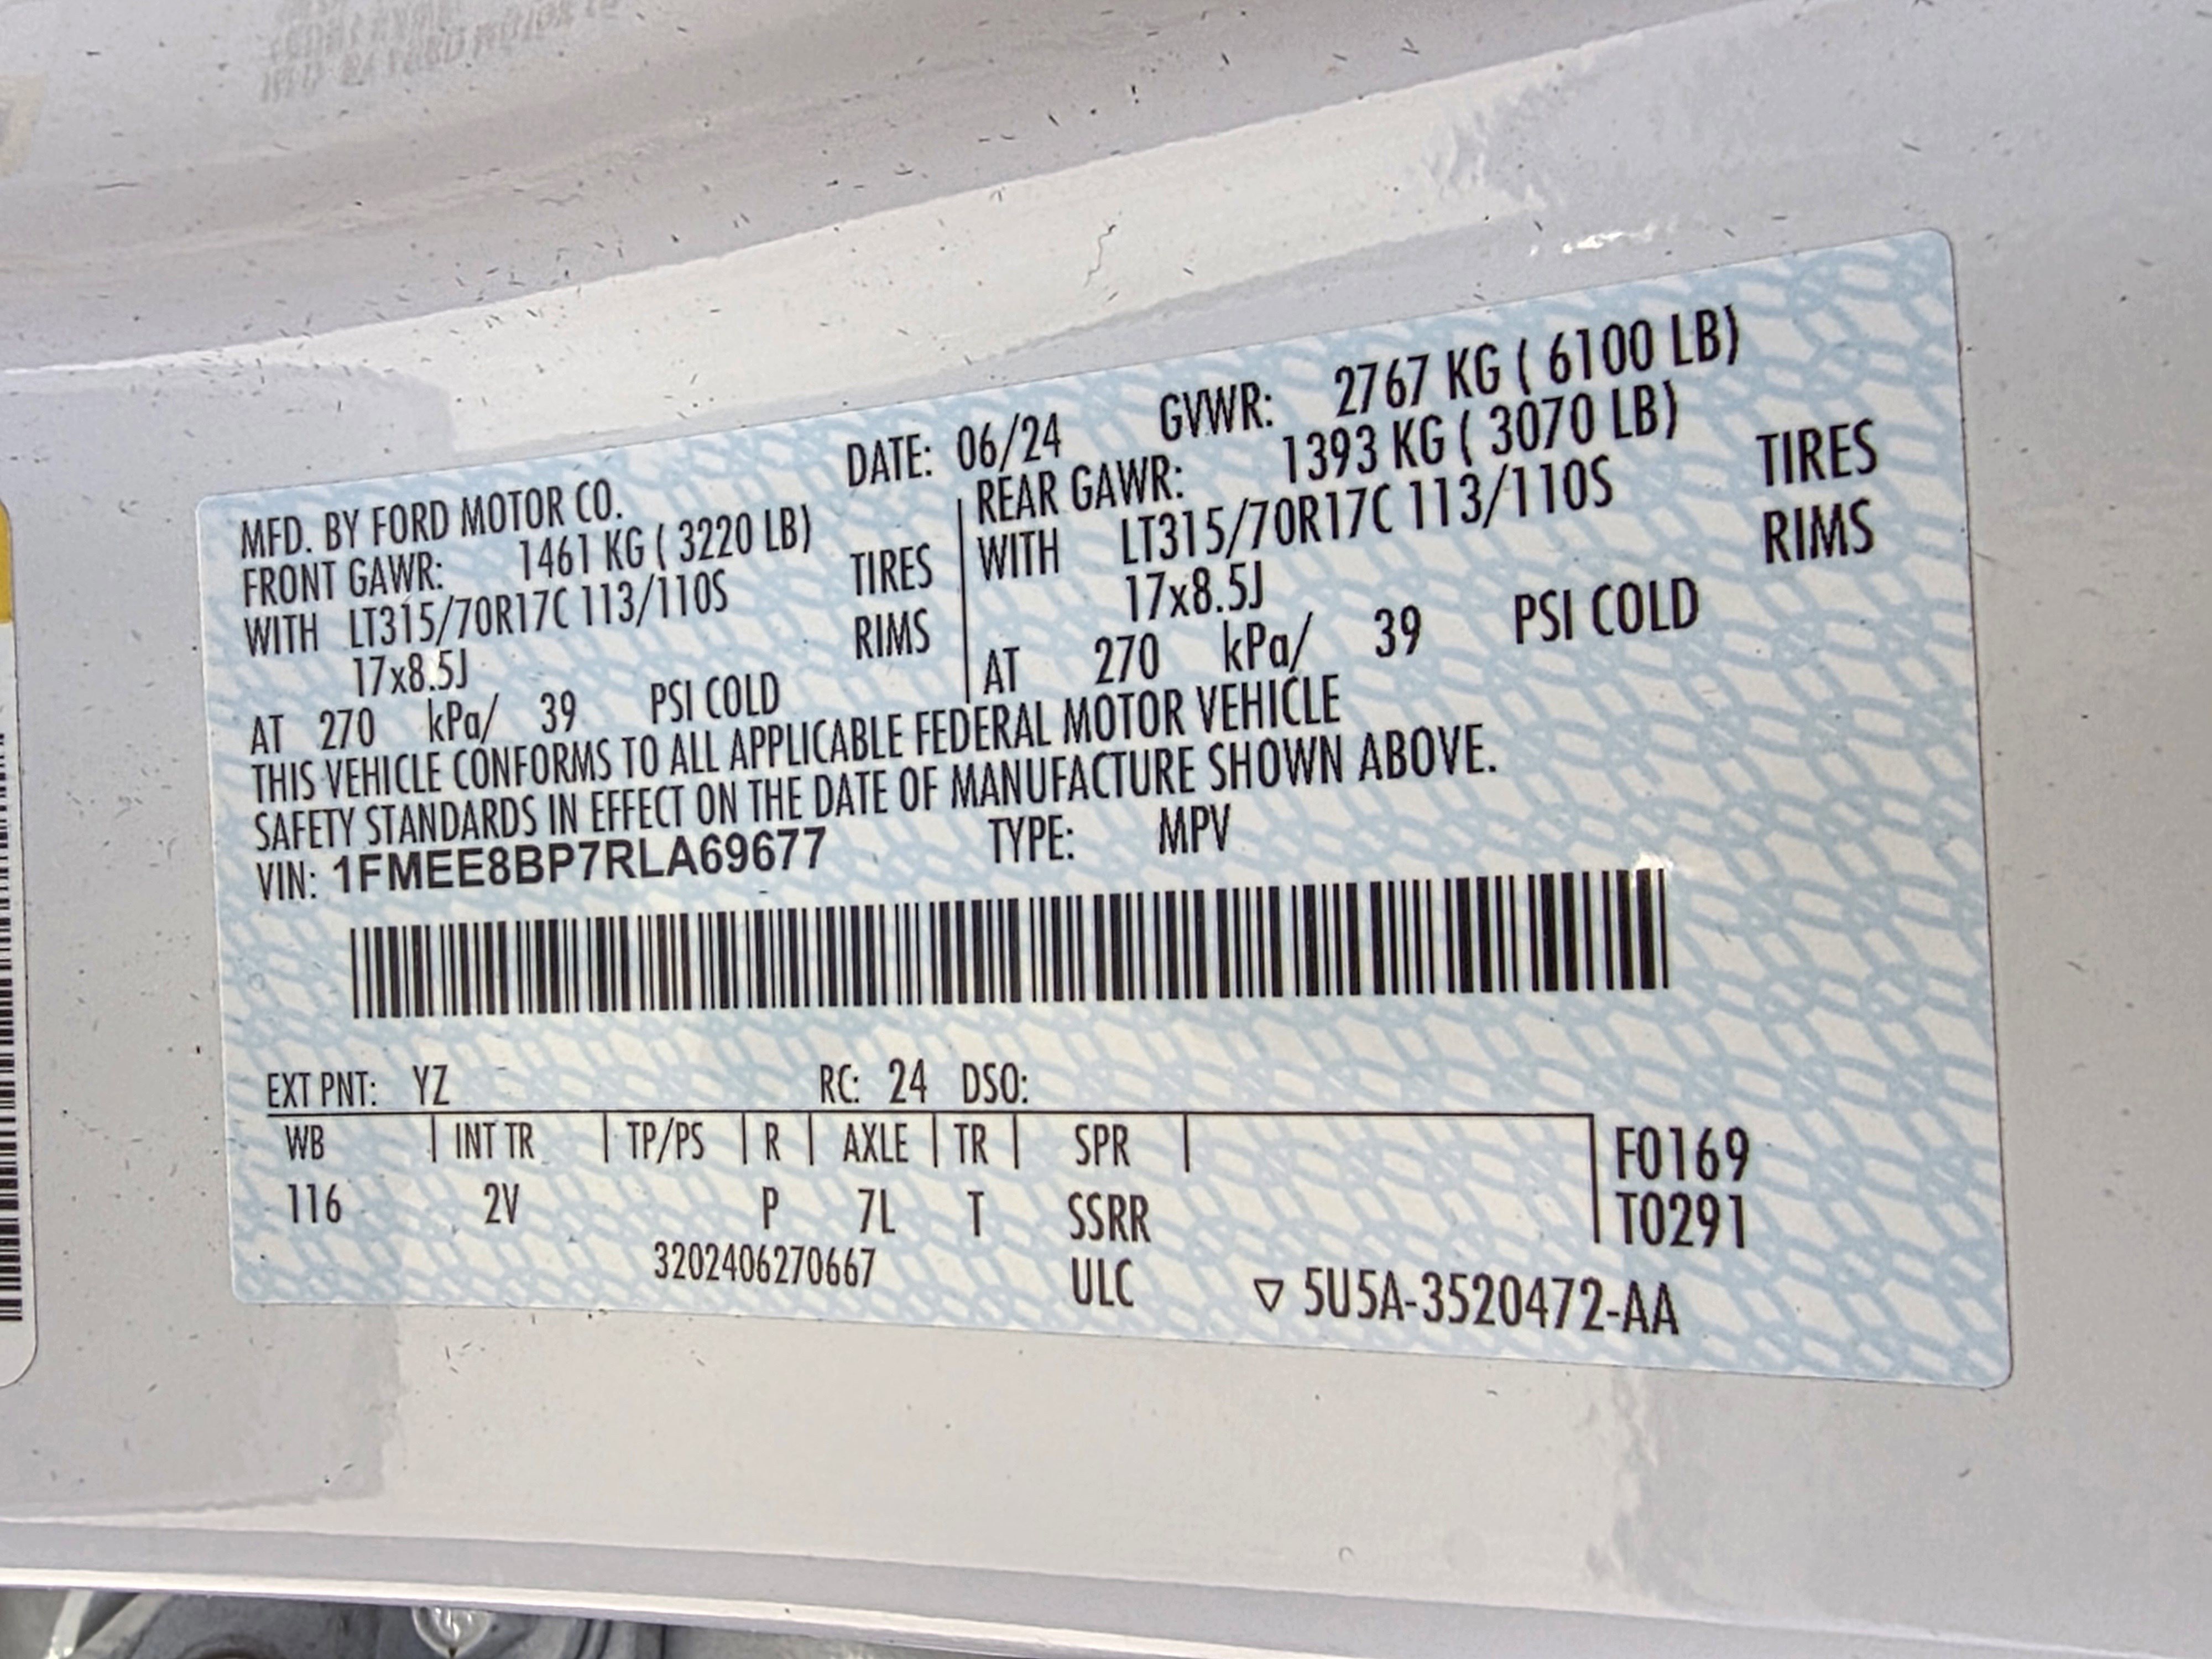 MFD. BY FORD MOTOR CO. DATE: 06/24 GVWR: 2767 KG ( 6100 LB)
FRONT GAWR: 1461 KG ( 3220 LB) REAR GAWR: 1393 KG ( 3070 LB)
WITH LT315/70R17C 113/110S TIRES WITH LT315/70R17C 113/110S TIRES
17x8.5J RIMS 17x8.5J RIMS
AT 270 kPa/ 39 PSI COLD AT 270 kPa/ 39 PSI COLD
THIS VEHICLE CONFORMS TO ALL APPLICABLE FEDERAL MOTOR VEHICLE
SAFETY STANDARDS IN EFFECT ON THE DATE OF MANUFACTURE SHOWN ABOVE.
VIN: 1FMEE8BP7RLA69677 TYPE: MPV
EXT PNT: YZ RC: 24 DSO:
WB INT TR TP/PS R AXLE TR SPR F0169
116 2V P 7L T SSRR T0291
3202406270667 ULC ▽ 5U5A-3520472-AA